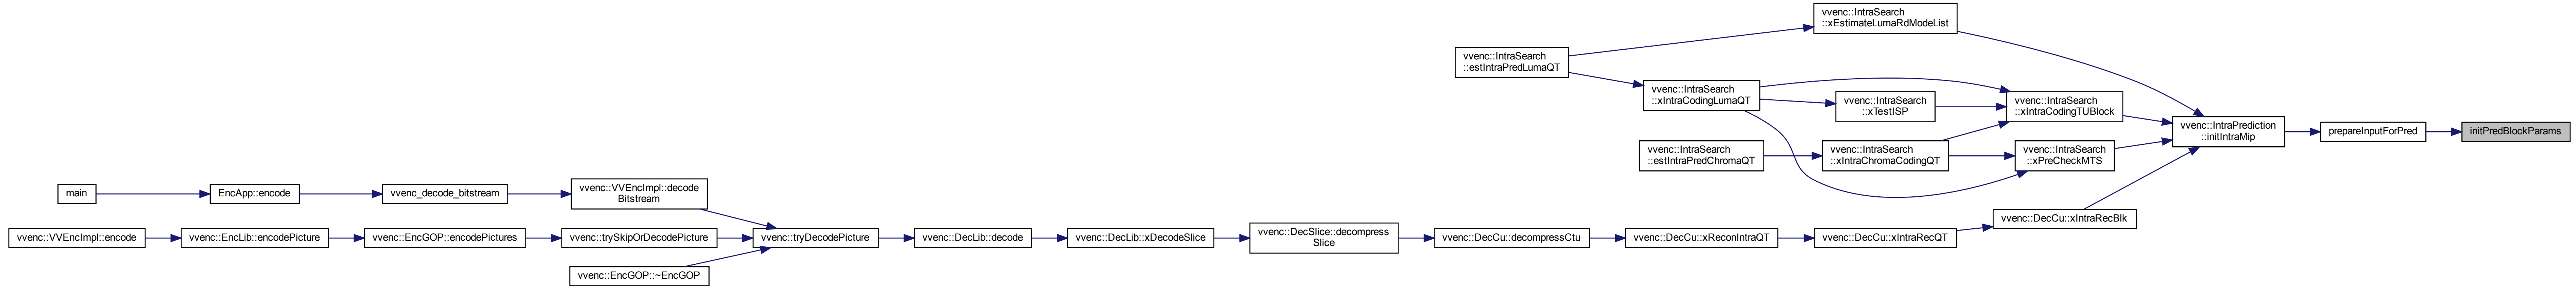 vvenc::IntraSearch
::xEstimateLumaRdModeList
vvenc::IntraSearch
::estIntraPredLumaQT
vvenc::IntraSearch
::xIntraCodingLumaQT
vvenc::IntraSearch
::xTestISP
vvenc::IntraSearch
::xIntraCodingTUBlock
vvenc::IntraPrediction
::initIntraMip
prepareInputForPred
initPredBlockParams
vvenc::IntraSearch
::estIntraPredChromaQT
vvenc::IntraSearch
::xIntraChromaCodingQT
vvenc::IntraSearch
::xPreCheckMTS
main
EncApp::encode
vvenc_decode_bitstream
vvenc::VVEncImpl::decode
Bitstream
vvenc::DecCu::xIntraRecBlk
vvenc::VVEncImpl::encode
vvenc::EncLib::encodePicture
vvenc::EncGOP::encodePictures
vvenc::trySkipOrDecodePicture
vvenc::tryDecodePicture
vvenc::DecLib::decode
vvenc::DecLib::xDecodeSlice
vvenc::DecSlice::decompress
Slice
vvenc::DecCu::decompressCtu
vvenc::DecCu::xReconIntraQT
vvenc::DecCu::xIntraRecQT
vvenc::EncGOP::~EncGOP